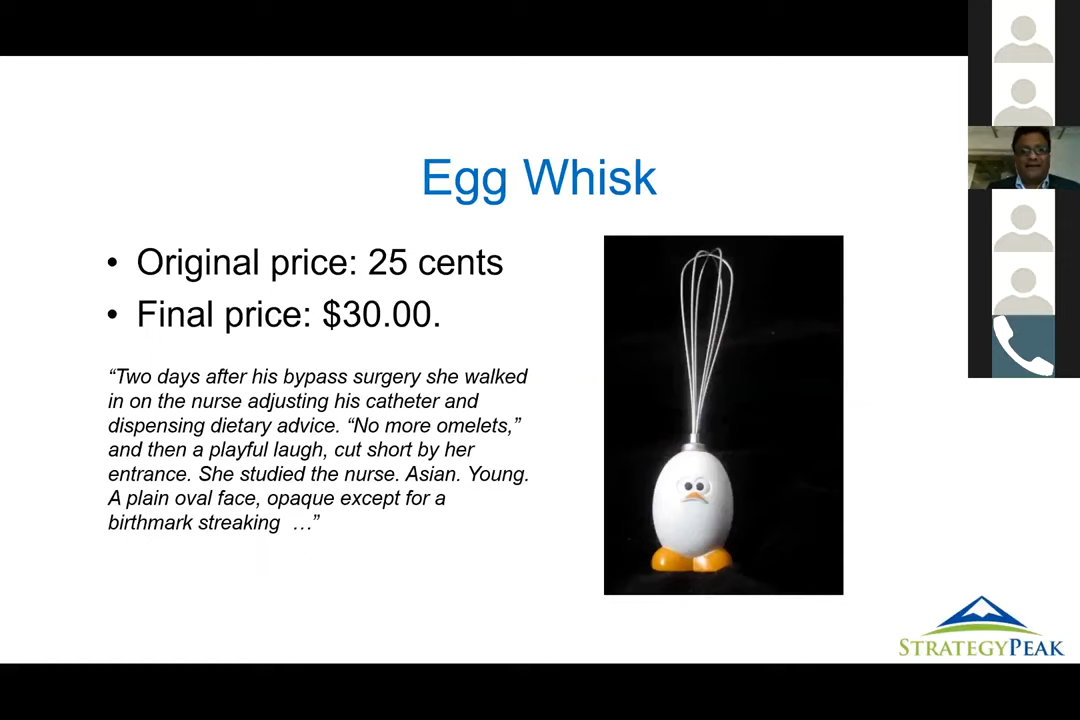 Egg Whisk
• Original price: 25 cents
• Final price: $30.00.
“Two days after his bypass surgery she walked
in on the nurse adjusting his catheter and
dispensing dietary advice. “No more omelets,”
and then a playful laugh, cut short by her
entrance. She studied the nurse. Asian. Young.
A plain oval face, opaque except for a
birthmark streaking …”
STRATEGYPEAK